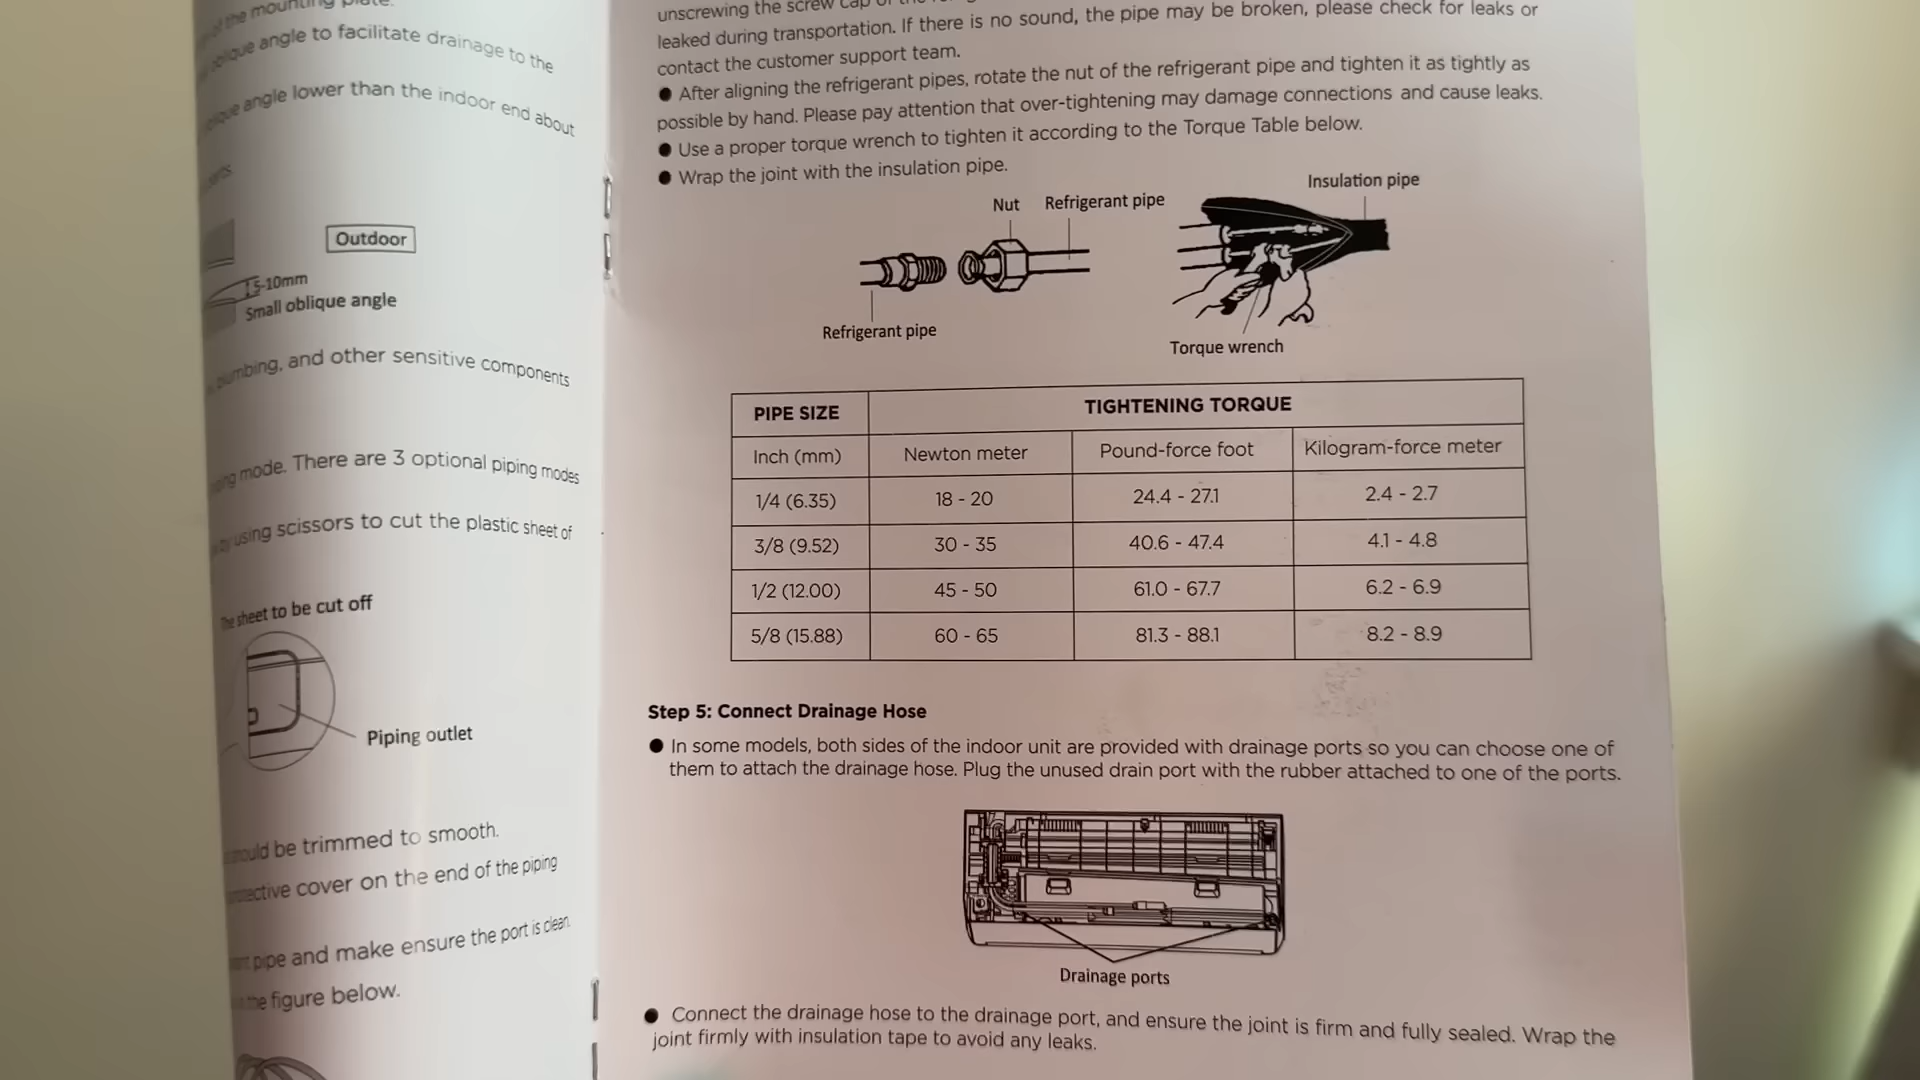 of the mounting plate.
oblique angle to facilitate drainage to the
angle lower than the indoor end about
Outdoor
5-10mm
Small oblique angle
plumbing, and other sensitive components
mode. There are 3 optional piping modes
by using scissors to cut the plastic sheet of
The sheet to be cut off
Piping outlet
should be trimmed to smooth.
protective cover on the end of the piping
pipe and make ensure the port is clean.
the figure below.
unscrewing the screw cap of the
leaked during transportation. If there is no sound, the pipe may be broken, please check for leaks or
contact the customer support team.
● After aligning the refrigerant pipes, rotate the nut of the refrigerant pipe and tighten it as tightly as
possible by hand. Please pay attention that over-tightening may damage connections and cause leaks.
● Use a proper torque wrench to tighten it according to the Torque Table below.
● Wrap the joint with the insulation pipe.
Insulation pipe
Nut Refrigerant pipe
Refrigerant pipe
Torque wrench
PIPE SIZE TIGHTENING TORQUE
Inch (mm) Newton meter Pound-force foot Kilogram-force meter
1/4 (6.35) 18 - 20 24.4 - 27.1 2.4 - 2.7
3/8 (9.52) 30 - 35 40.6 - 47.4 4.1 - 4.8
1/2 (12.00) 45 - 50 61.0 - 67.7 6.2 - 6.9
5/8 (15.88) 60 - 65 81.3 - 88.1 8.2 - 8.9
Step 5: Connect Drainage Hose
● In some models, both sides of the indoor unit are provided with drainage ports so you can choose one of
them to attach the drainage hose. Plug the unused drain port with the rubber attached to one of the ports.
Drainage ports
● Connect the drainage hose to the drainage port, and ensure the joint is firm and fully sealed. Wrap the
joint firmly with insulation tape to avoid any leaks.